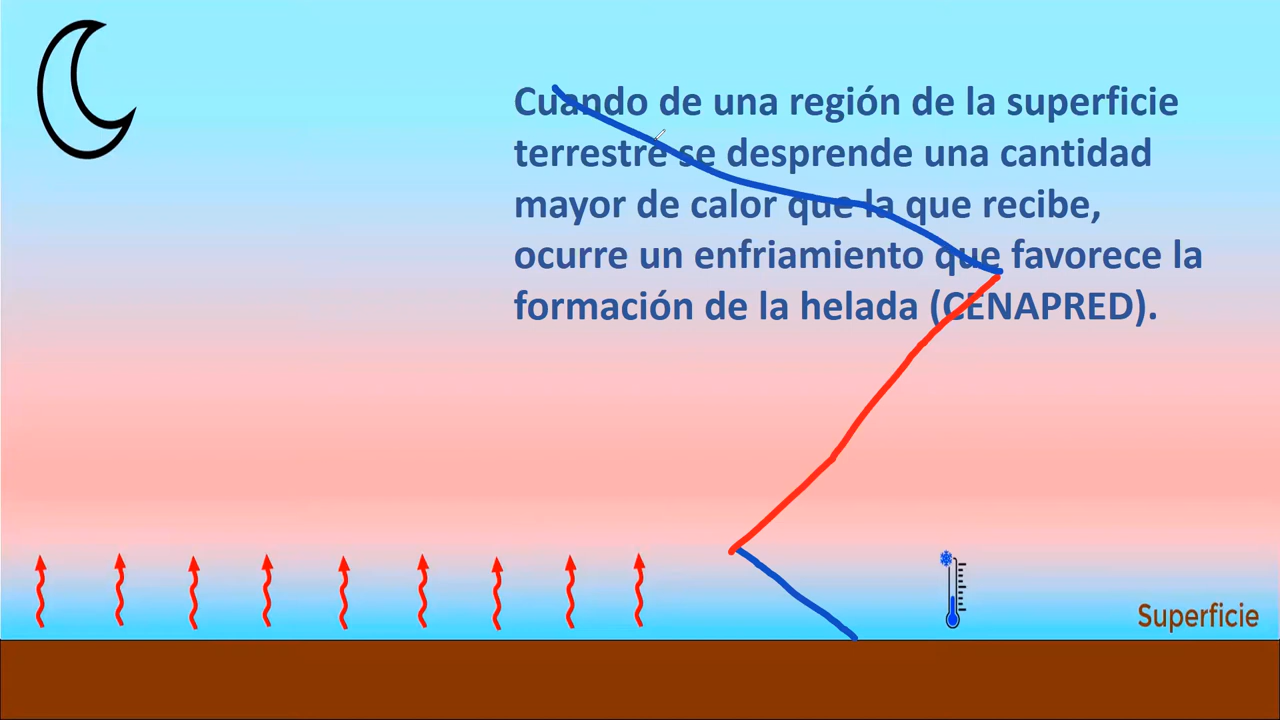 Cuando de una región de la superficie
terrestre se desprende una cantidad
mayor de calor que la que recibe,
ocurre un enfriamiento que favorece la
formación de la helada (CENAPRED).
Superficie